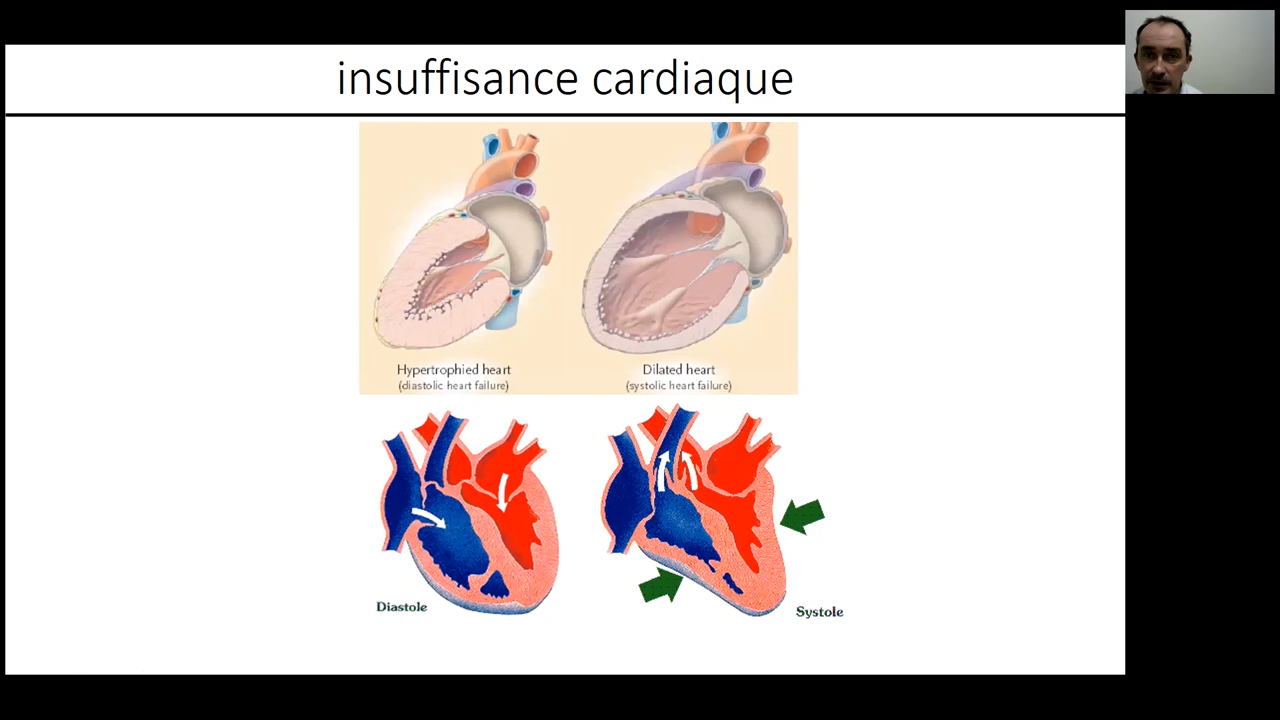 insuffisance cardiaque
Hypertrophied heart
(diastolic heart failure)
Dilated heart
(systolic heart failure)
Diastole
Systole